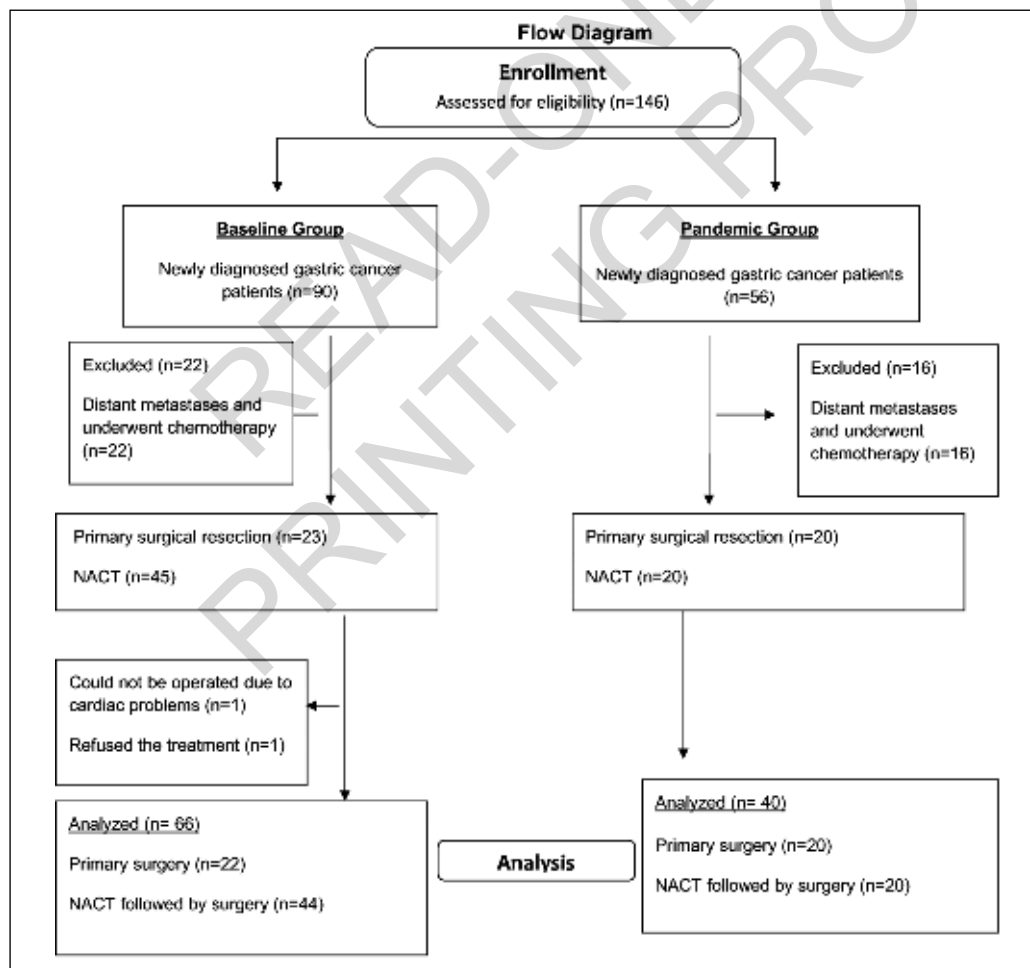 Flow Diagram
Enrollment
Assessed for eligibility (n=146)
Baseline Group
Newly diagnosed gastric cancer
patients (n=90)
Pandemic Group
Newly diagnosed gastric cancer patients
(n=56)
Excluded (n=22)
Distant metastases and
underwent chemotherapy
(n=22)
Excluded (n=16)
Distant metastases
and underwent
chemotherapy (n=16)
Primary surgical resection (n=23)
NACT (n=45)
Primary surgical resection (n=20)
NACT (n=20)
Could not be operated due to
cardiac problems (n=1)
Refused the treatment (n=1)
Analyzed (n= 66)
Primary surgery (n=22)
NACT followed by surgery (n=44)
Analysis
Analyzed (n= 40)
Primary surgery (n=20)
NACT followed by surgery (n=20)
READ-ONL
PRINTING PRO